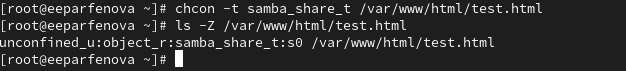 [root@eeparfenova ~]# chcon -t samba_share_t /var/www/html/test.html
[root@eeparfenova ~]# ls -Z /var/www/html/test.html
unconfined_u:object_r:samba_share_t:s0 /var/www/html/test.html
[root@eeparfenova ~]#